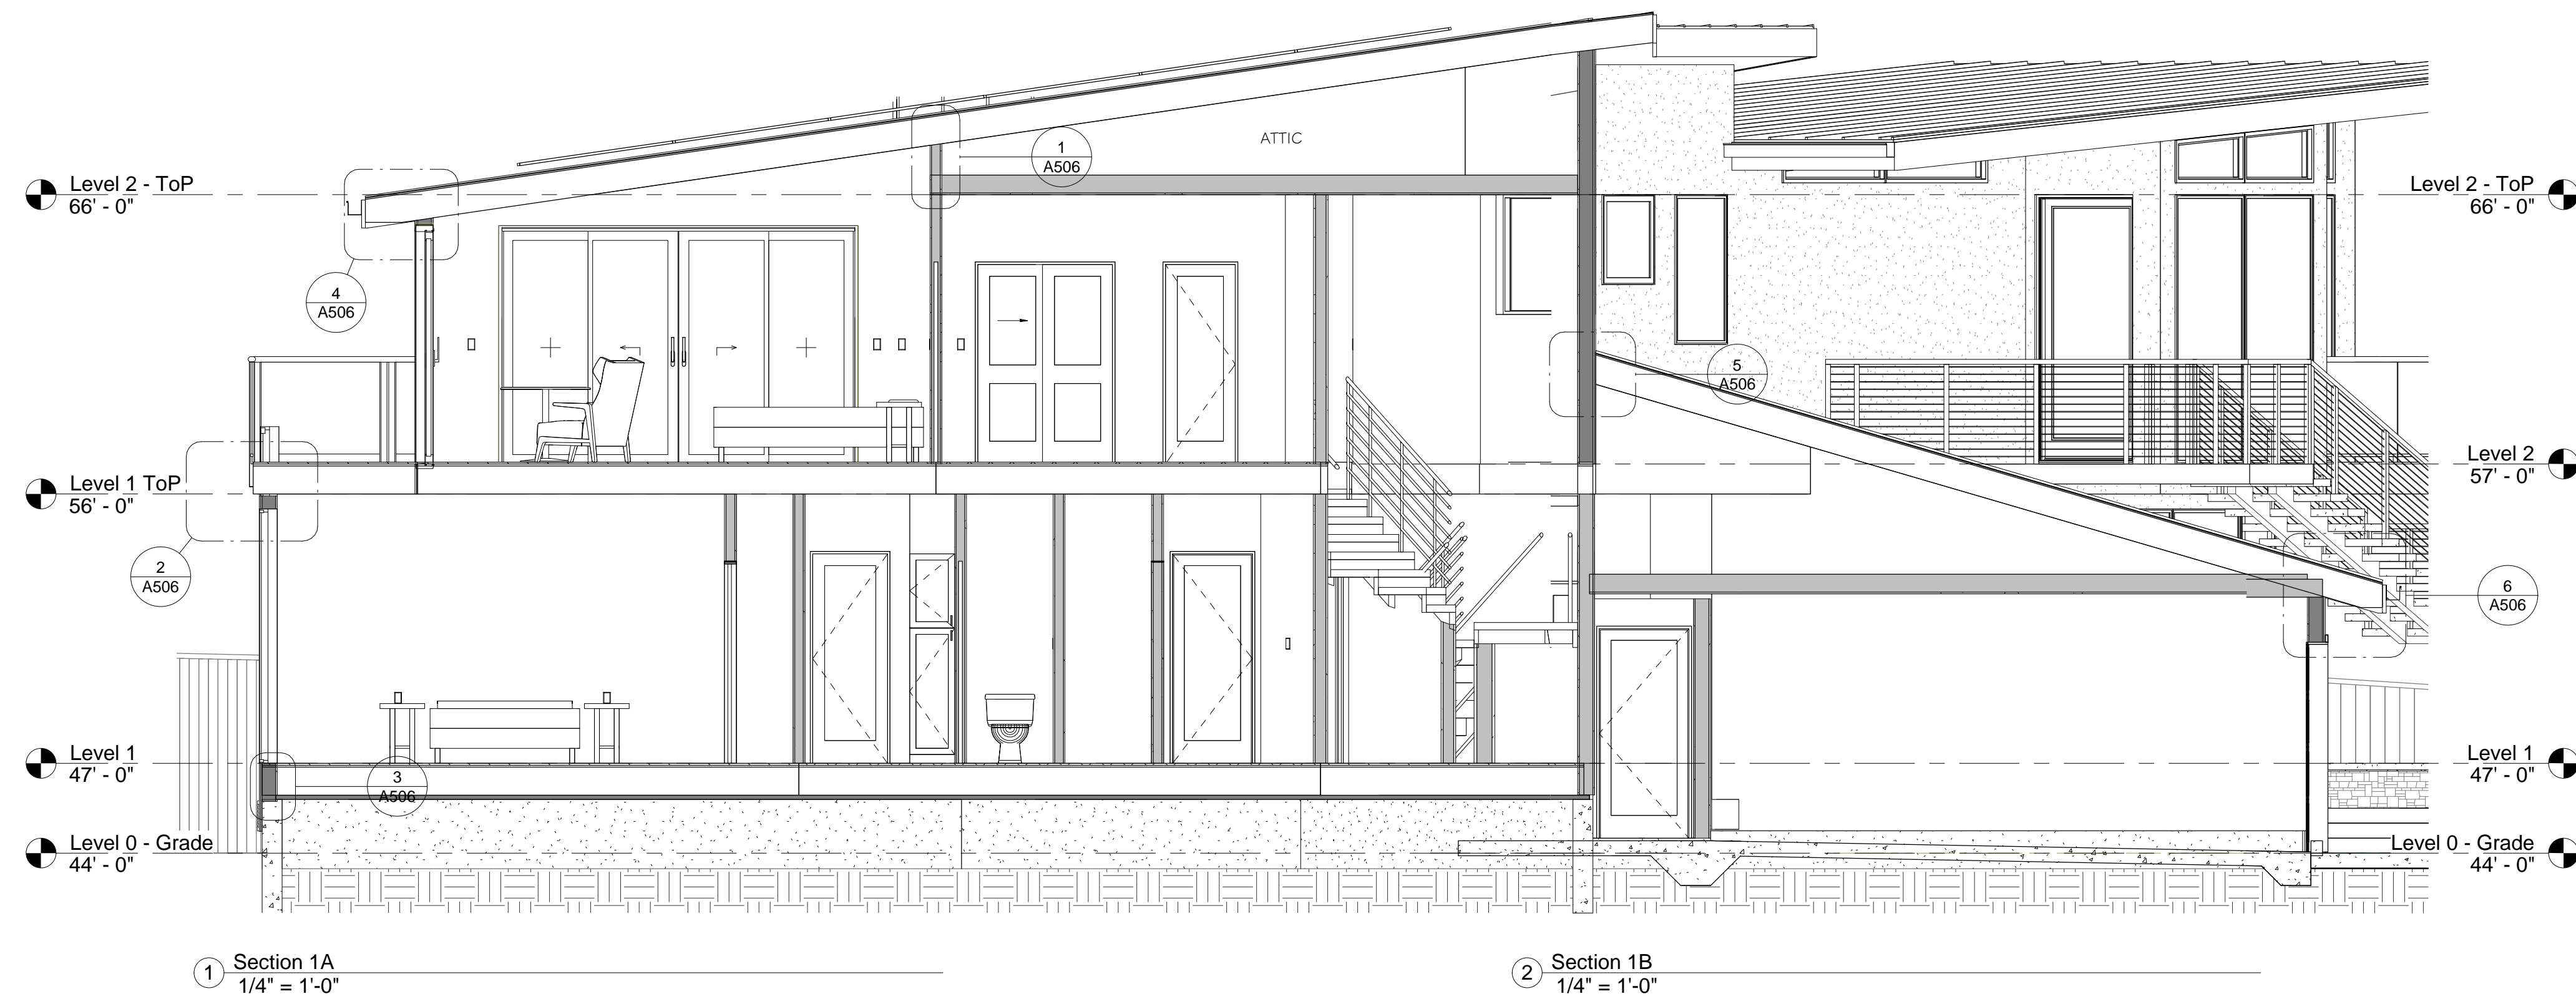 ATTIC
1
A506
Level 2 - ToP
66' - 0"
Level 2 - ToP
66' - 0"
4
A506
5
A506
Level 1 ToP
56' - 0"
Level 2
57' - 0"
2
A506
6
A506
Level 1
47' - 0"
3
A506
Level 1
47' - 0"
Level 0 - Grade
44' - 0"
Level 0 - Grade
44' - 0"
1 Section 1A
1/4" = 1'-0"
2 Section 1B
1/4" = 1'-0"